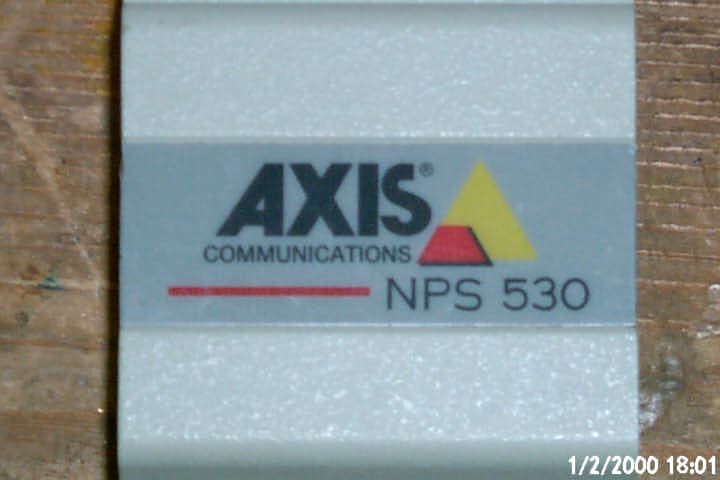 AXIS®
COMMUNICATIONS
NPS 530
1/2/2000 18:01